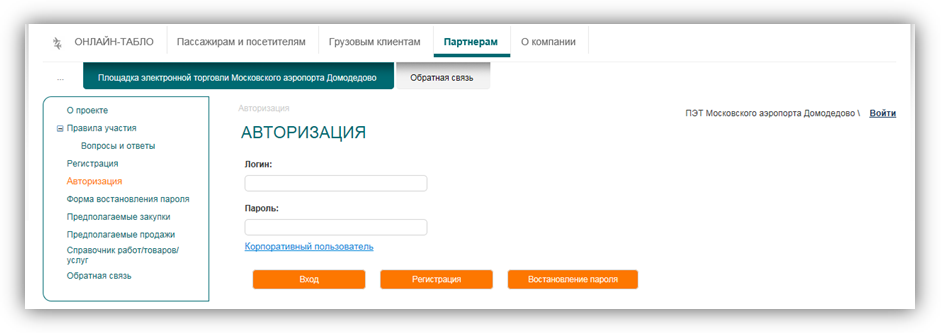 ОНЛАЙН-ТАБЛО Пассажирам и посетителям Грузовым клиентам Партнерам О компании
... Площадка электронной торговли Московского аэропорта Домодедово Обратная связь
О проекте
Правила участия
Вопросы и ответы
Регистрация
Авторизация
Форма востановления пароля
Предполагаемые закупки
Предполагаемые продажи
Справочник работ/товаров/
услуг
Обратная связь
Авторизация
ПЭТ Московского аэропорта Домодедово \ Войти
АВТОРИЗАЦИЯ
Логин:
Пароль:
Корпоративный пользователь
Вход Регистрация Востановление пароля